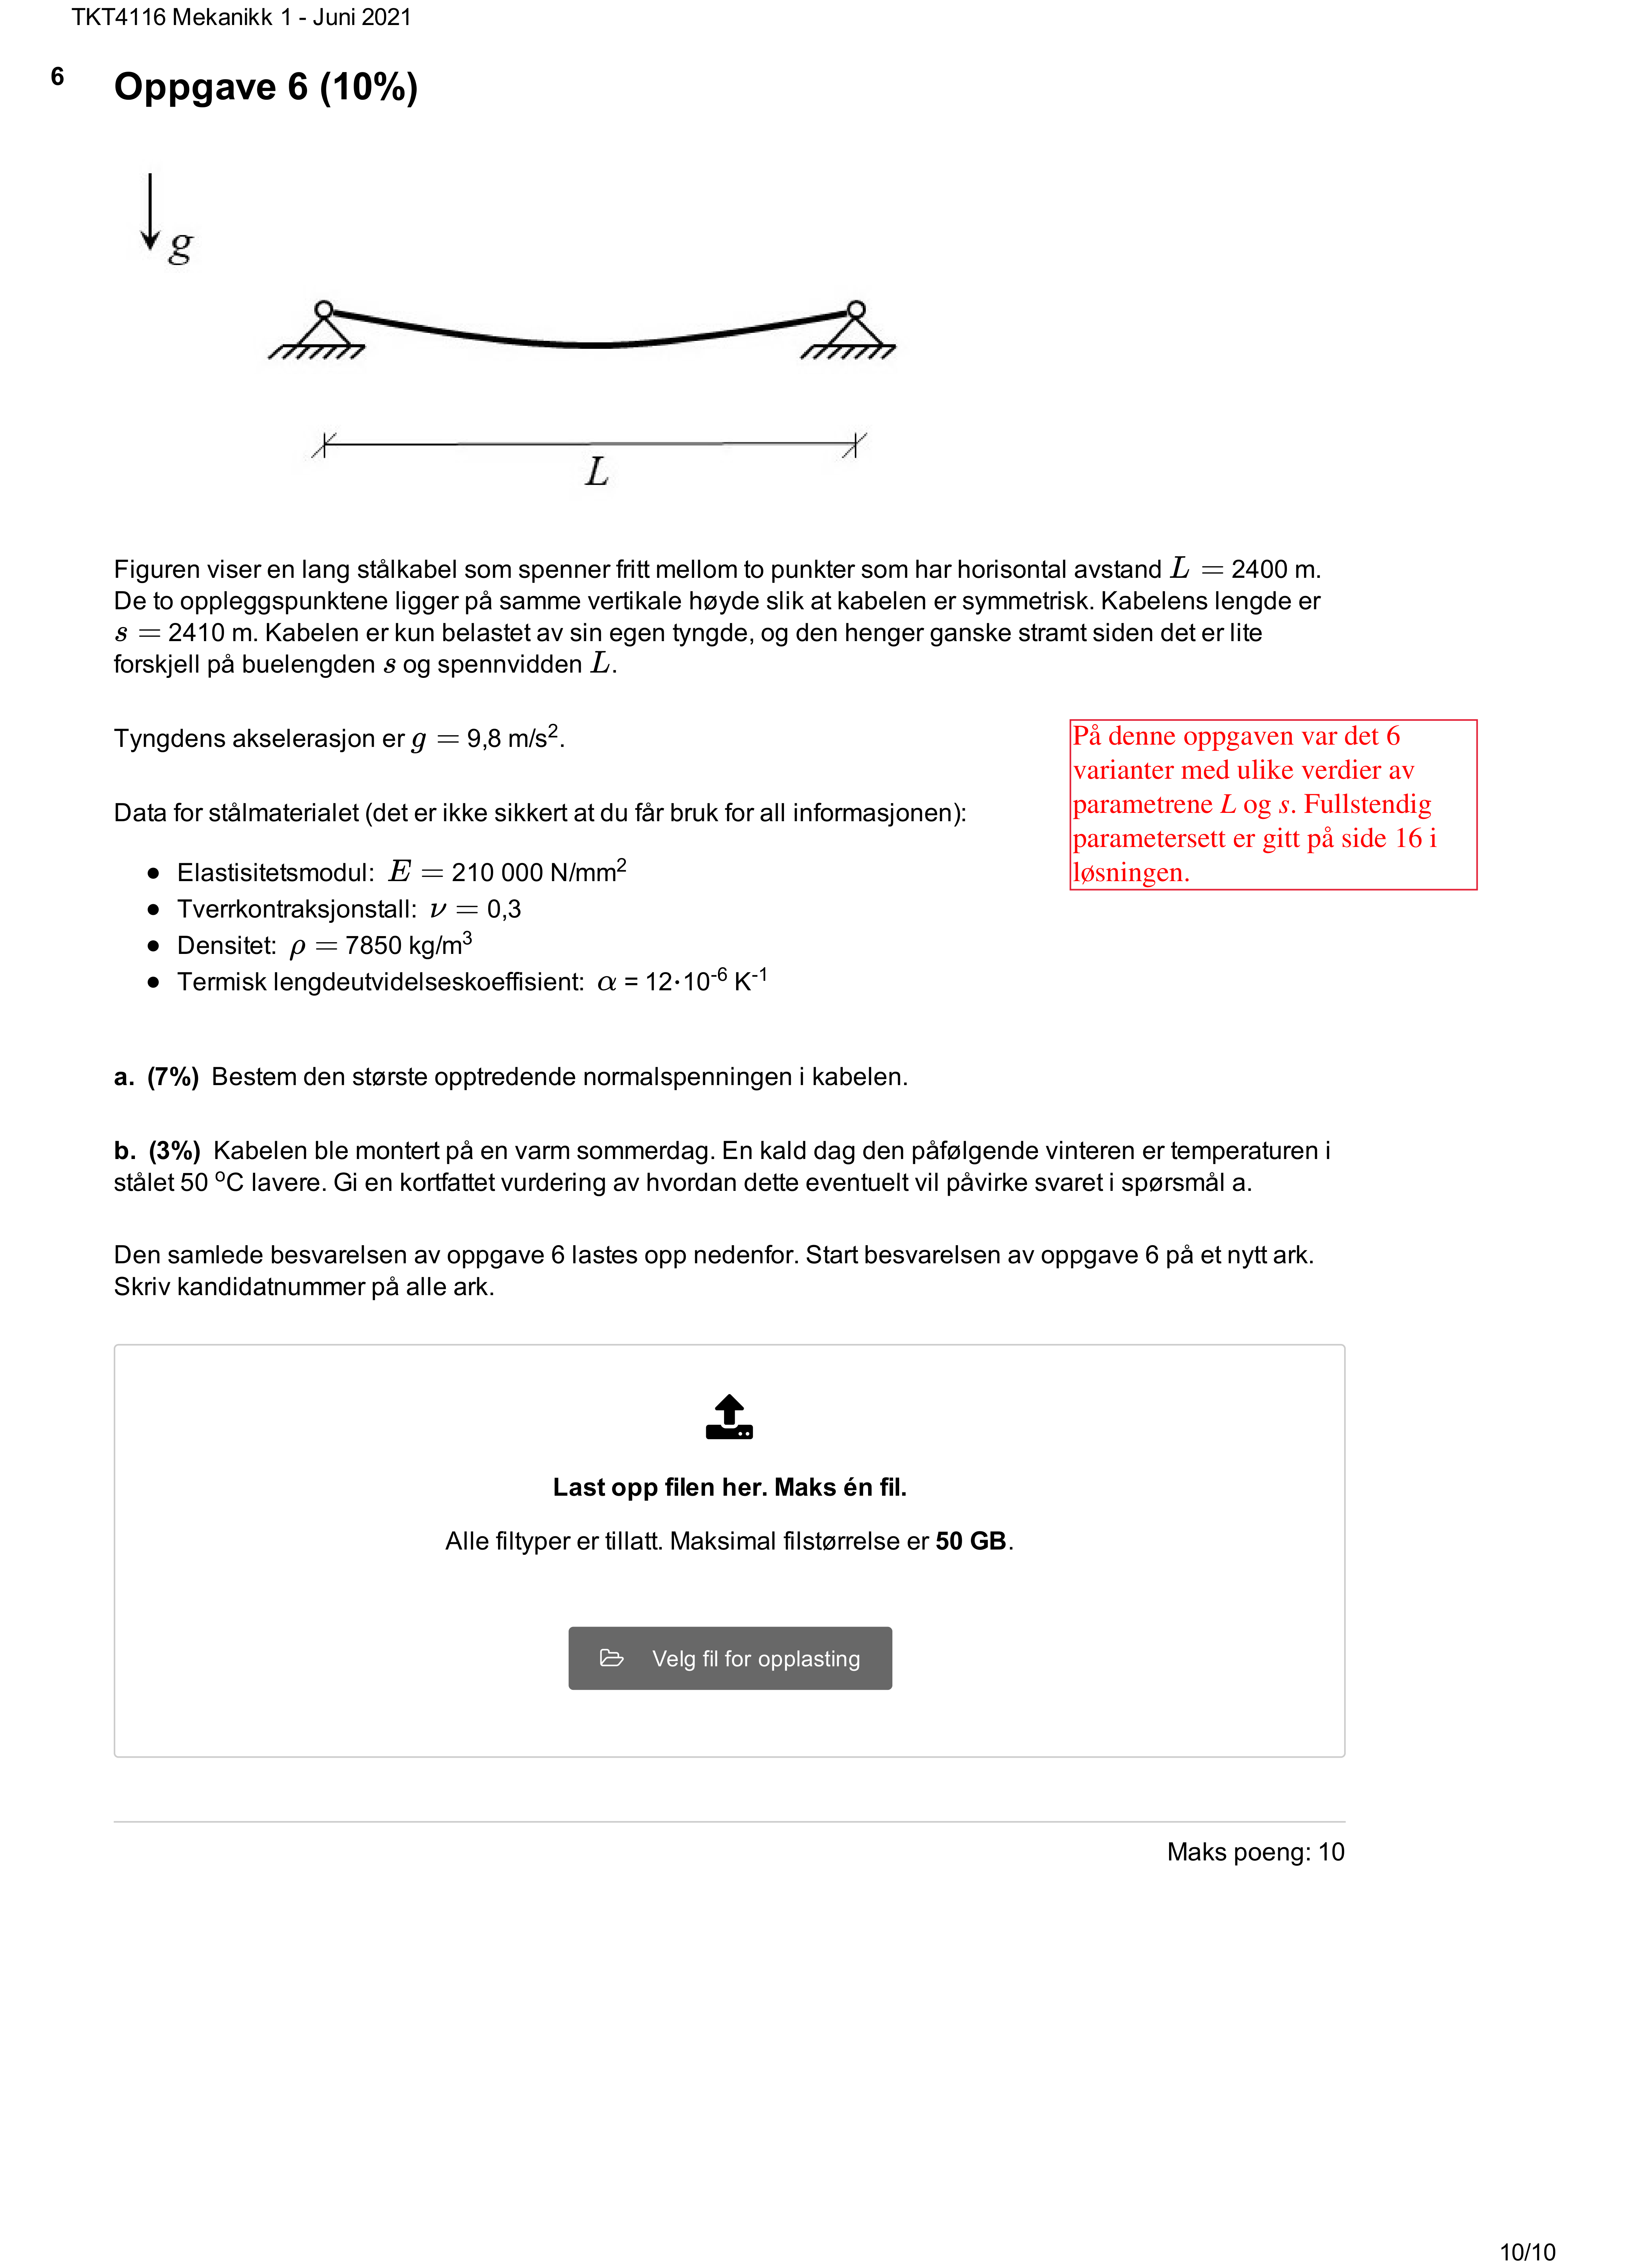 TKT4116 Mekanikk 1 - Juni 2021
6 Oppgave 6 (10%)
g
L
Figuren viser en lang stålkabel som spenner fritt mellom to punkter som har horisontal avstand L = 2400 m.
De to oppleggspunktene ligger på samme vertikale høyde slik at kabelen er symmetrisk. Kabelens lengde er
s = 2410 m. Kabelen er kun belastet av sin egen tyngde, og den henger ganske stramt siden det er lite
forskjell på buelengden s og spennvidden L.
Tyngdens akselerasjon er g = 9,8 m/s².
På denne oppgaven var det 6
varianter med ulike verdier av
parametrene L og s. Fullstendig
parametersett er gitt på side 16 i
løsningen.
Data for stålmaterialet (det er ikke sikkert at du får bruk for all informasjonen):
● Elastisitetsmodul: E = 210 000 N/mm²
● Tverrkontraksjonstall: ν = 0,3
● Densitet: ρ = 7850 kg/m³
● Termisk lengdeutvidelseskoeffisient: α = 12·10⁻⁶ K⁻¹
a. (7%) Bestem den største opptredende normalspenningen i kabelen.
b. (3%) Kabelen ble montert på en varm sommerdag. En kald dag den påfølgende vinteren er temperaturen i
stålet 50 ºC lavere. Gi en kortfattet vurdering av hvordan dette eventuelt vil påvirke svaret i spørsmål a.
Den samlede besvarelsen av oppgave 6 lastes opp nedenfor. Start besvarelsen av oppgave 6 på et nytt ark.
Skriv kandidatnummer på alle ark.
Last opp filen her. Maks én fil.
Alle filtyper er tillatt. Maksimal filstørrelse er 50 GB.
Velg fil for opplasting
Maks poeng: 10
10/10